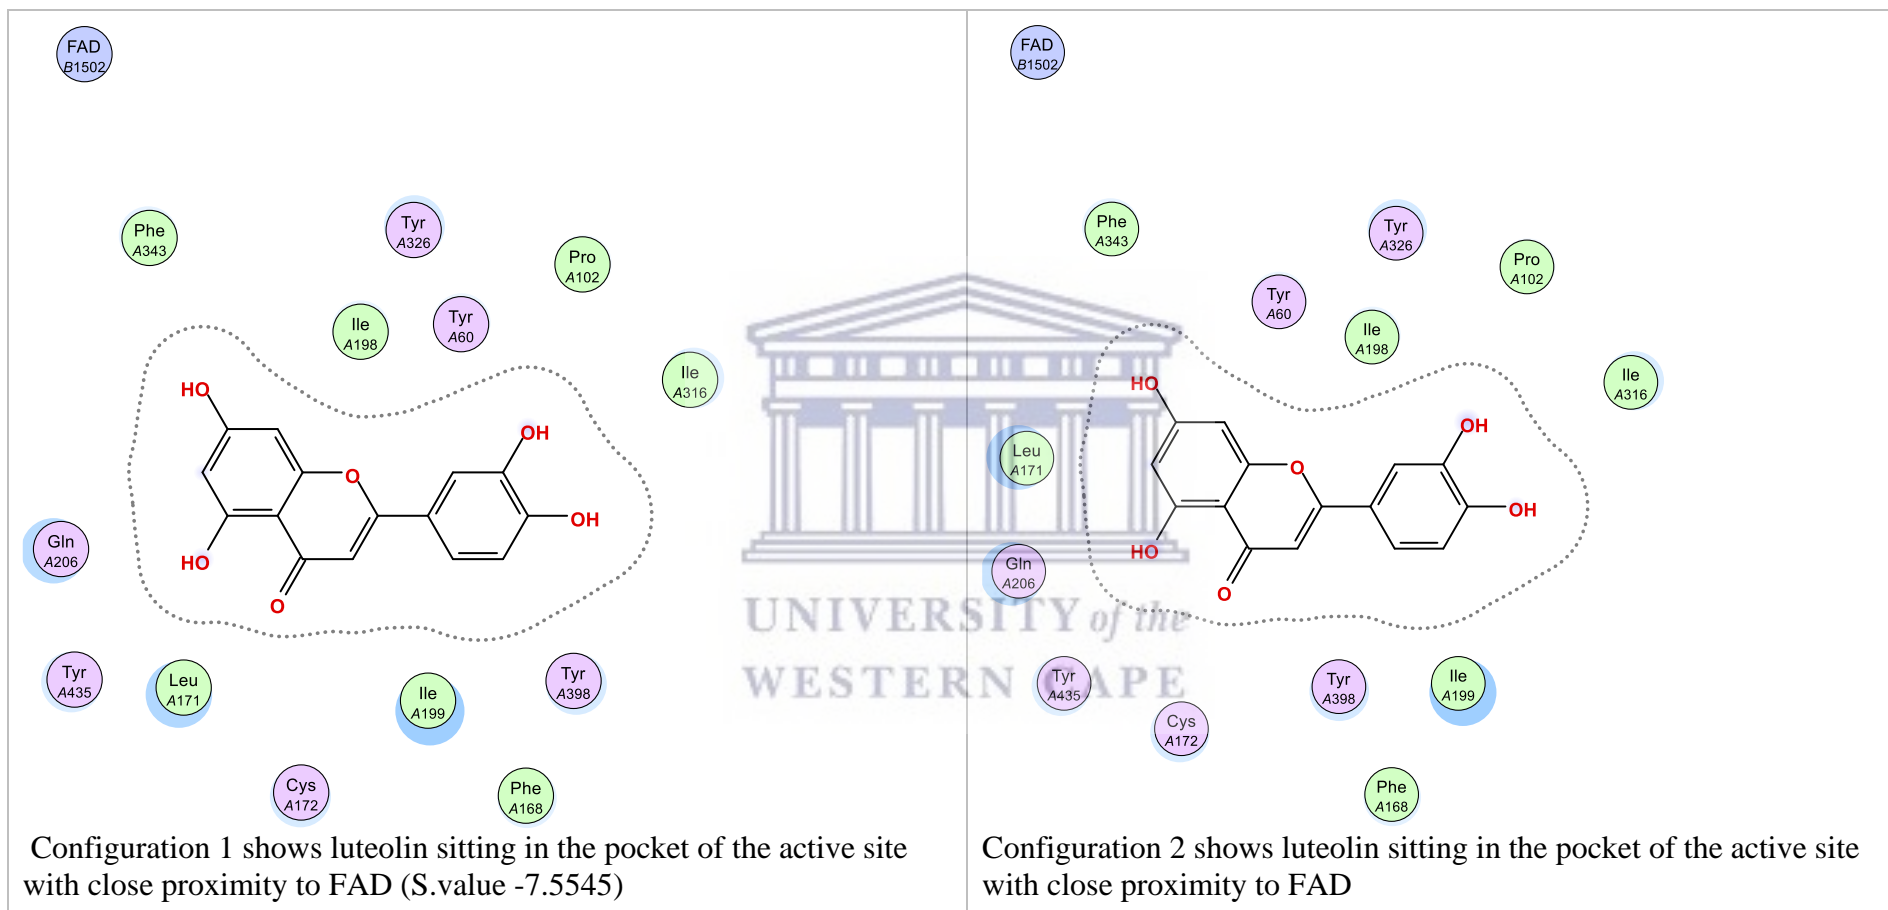 FAD
B1502
Phe
A343
Tyr
A326
Pro
A102
Ile
A198
Tyr
A60
Ile
A316
HO
OH
O
OH
HO
O
Gln
A206
Tyr
A435
Leu
A171
Ile
A199
Tyr
A398
Cys
A172
Phe
A168
Configuration 1 shows luteolin sitting in the pocket of the active site
with close proximity to FAD (S.value -7.5545)
FAD
B1502
Phe
A343
Tyr
A326
Pro
A102
Tyr
A60
Ile
A198
Ile
A316
HO
OH
Leu
A171
O
OH
HO
O
Gln
A206
Tyr
A435
Cys
A172
Tyr
A398
Ile
A199
Phe
A168
Configuration 2 shows luteolin sitting in the pocket of the active site
with close proximity to FAD
UNIVERSITY of the
WESTERN CAPE